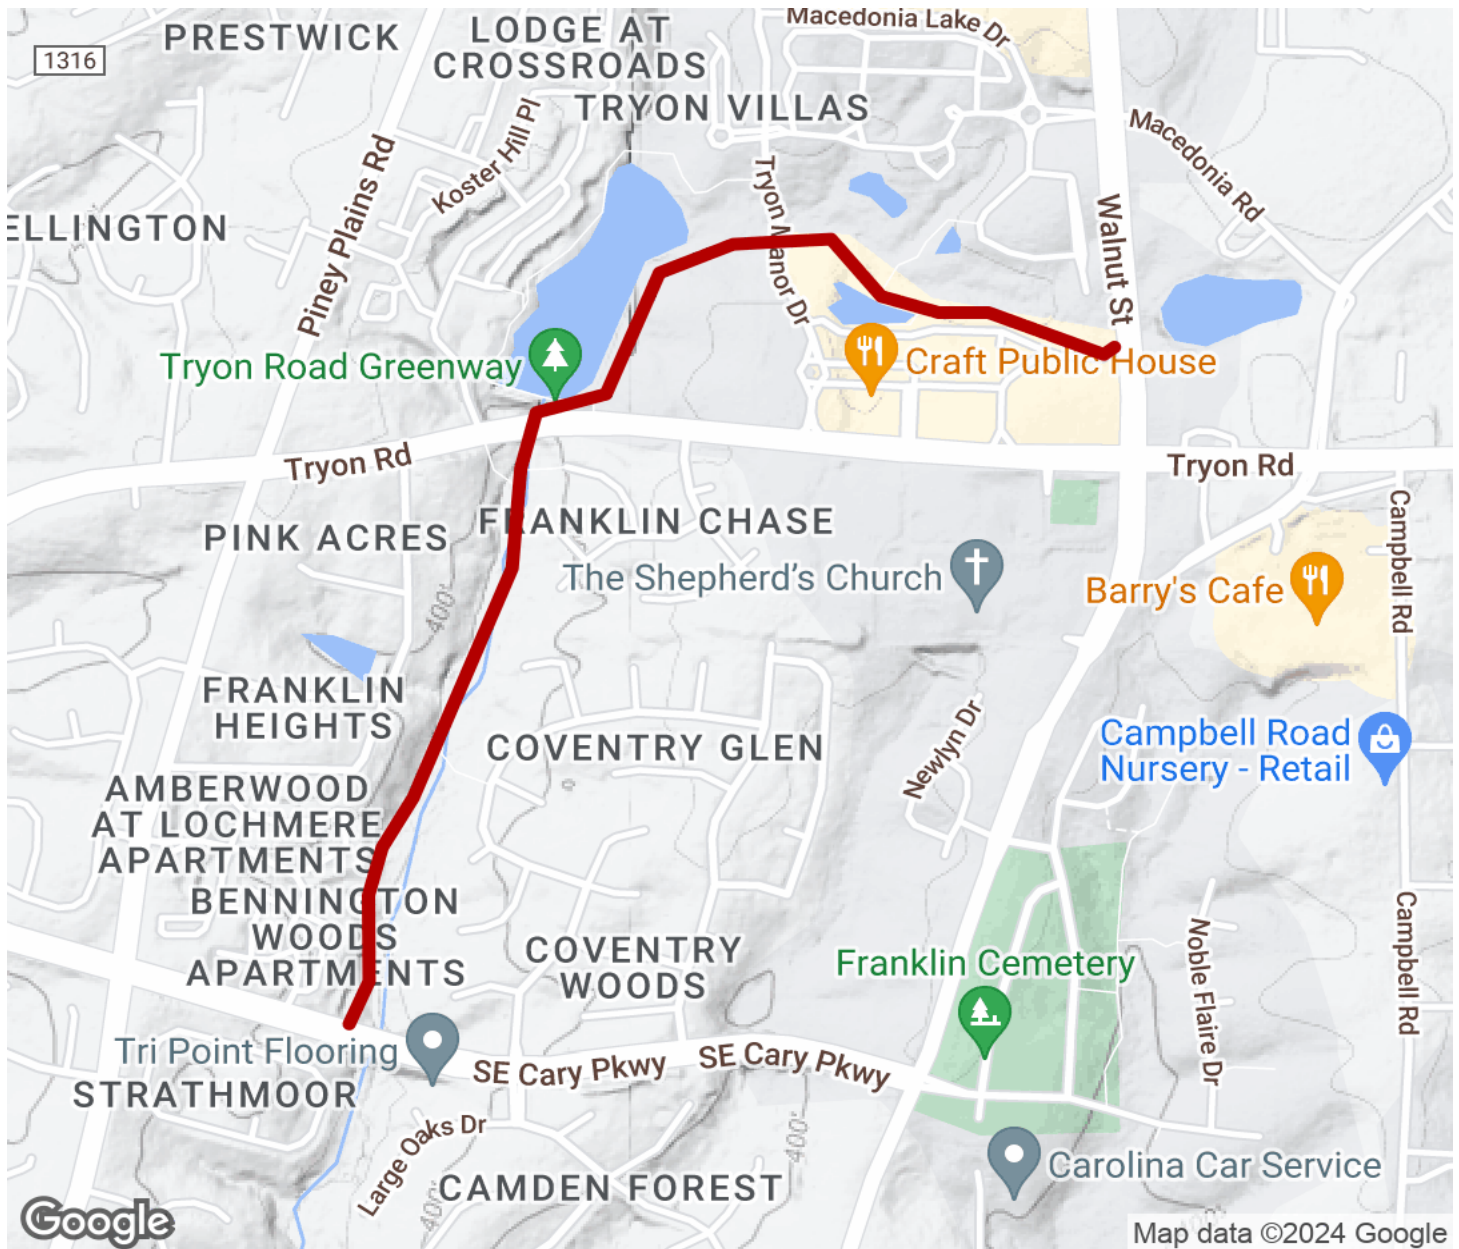 PRESTWICK
LODGE AT
CROSSROADS
Macedonia Lake Dr
1316
TRYON VILLAS
Koster Hill Pl
Macedonia Rd
Piney Plains Rd
Tryon Manor Dr
Walnut St
ELLINGTON
Tryon Road Greenway
Craft Public House
Tryon Rd
Tryon Rd
PINK ACRES
FRANKLIN CHASE
Campbell Rd
The Shepherd's Church
Barry's Cafe
400'
FRANKLIN
HEIGHTS
COVENTRY GLEN
Newlyn Dr
Campbell Road
Nursery - Retail
AMBERWOOD
AT LOCHMERE
APARTMENTS
BENNINGTON
WOODS
APARTMENTS
COVENTRY
WOODS
Franklin Cemetery
Noble Flaire Dr
Campbell Rd
Tri Point Flooring
SE Cary Pkwy
SE Cary Pkwy
STRATHMOOR
Large Oaks Dr
400'
400'
CAMDEN FOREST
Carolina Car Service
400'
Google
Map data ©2024 Google